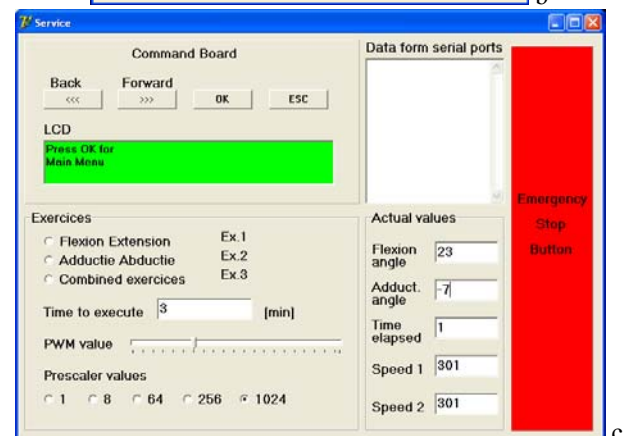 Service
Command Board
Back Forward
<<< >>> OK ESC
LCD
Press OK for
Main Menu
Data form serial ports
Emergency
Stop
Button
Exercices
Flexion Extension Ex.1
Adductie Abductie Ex.2
Combined exercices Ex.3
Time to execute 3 [min]
PWM value
Prescaler values
1 8 64 256 1024
Actual values
Flexion
angle 23
Adduct.
angle -7
Time
elapsed 1
Speed 1 301
Speed 2 301
c